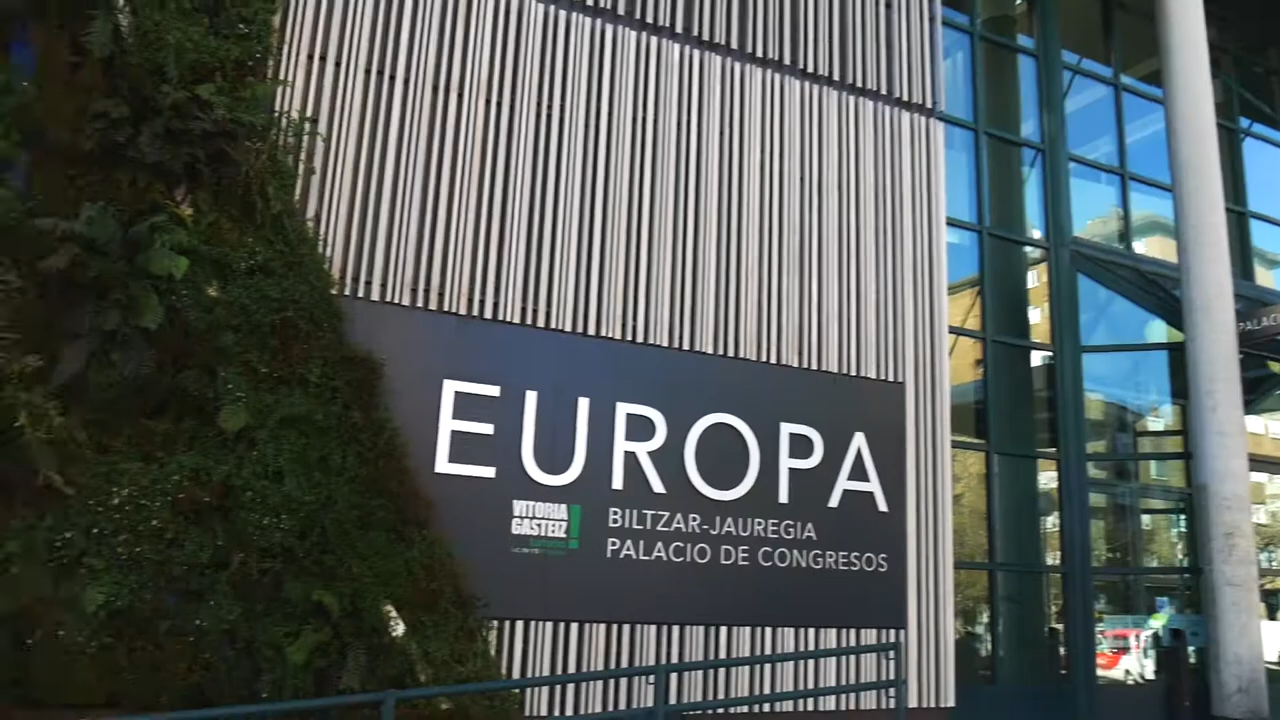 EUROPA
VITORIA
GASTEIZ
BILTZAR-JAUREGIA
PALACIO DE CONGRESOS